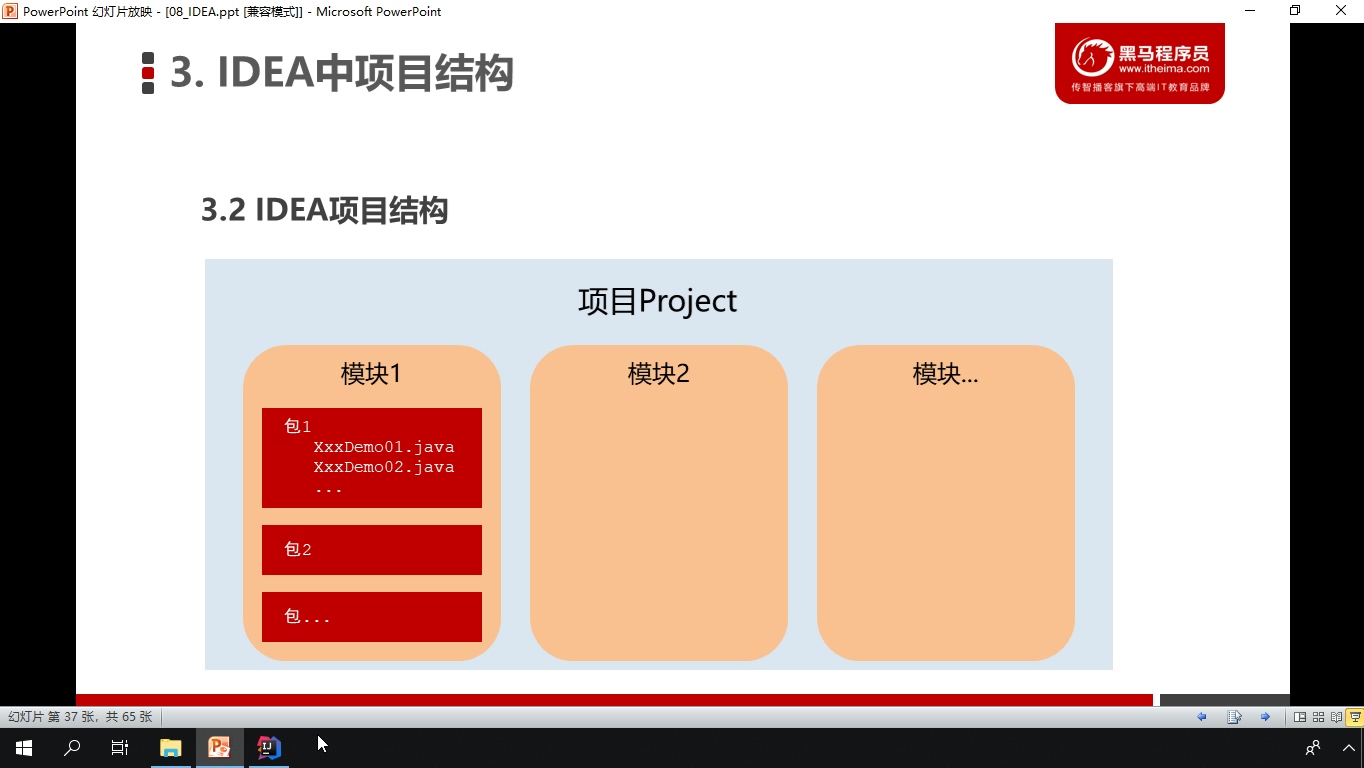 PowerPoint 幻灯片放映 - [08_IDEA.ppt [兼容模式]] - Microsoft PowerPoint
3. IDEA中项目结构
黑马程序员
www.itheima.com
传智播客旗下高端IT教育品牌
3.2 IDEA项目结构
项目Project
模块1
模块2
模块...
包1
XxxDemo01.java
XxxDemo02.java
...
包2
包...
幻灯片 第 37 张，共 65 张